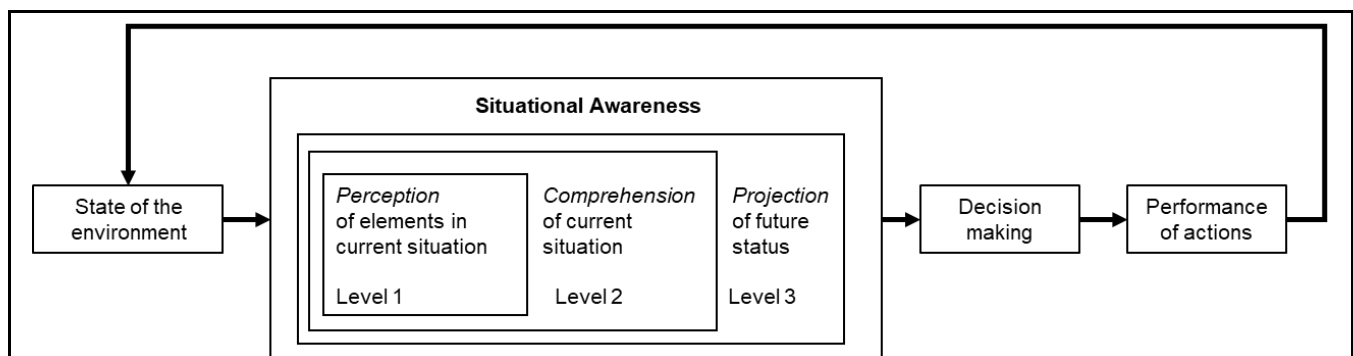 Situational Awareness
State of the
environment
Perception
of elements in
current situation
Level 1
Comprehension
of current
situation
Level 2
Projection
of future
status
Level 3
Decision
making
Performance
of actions